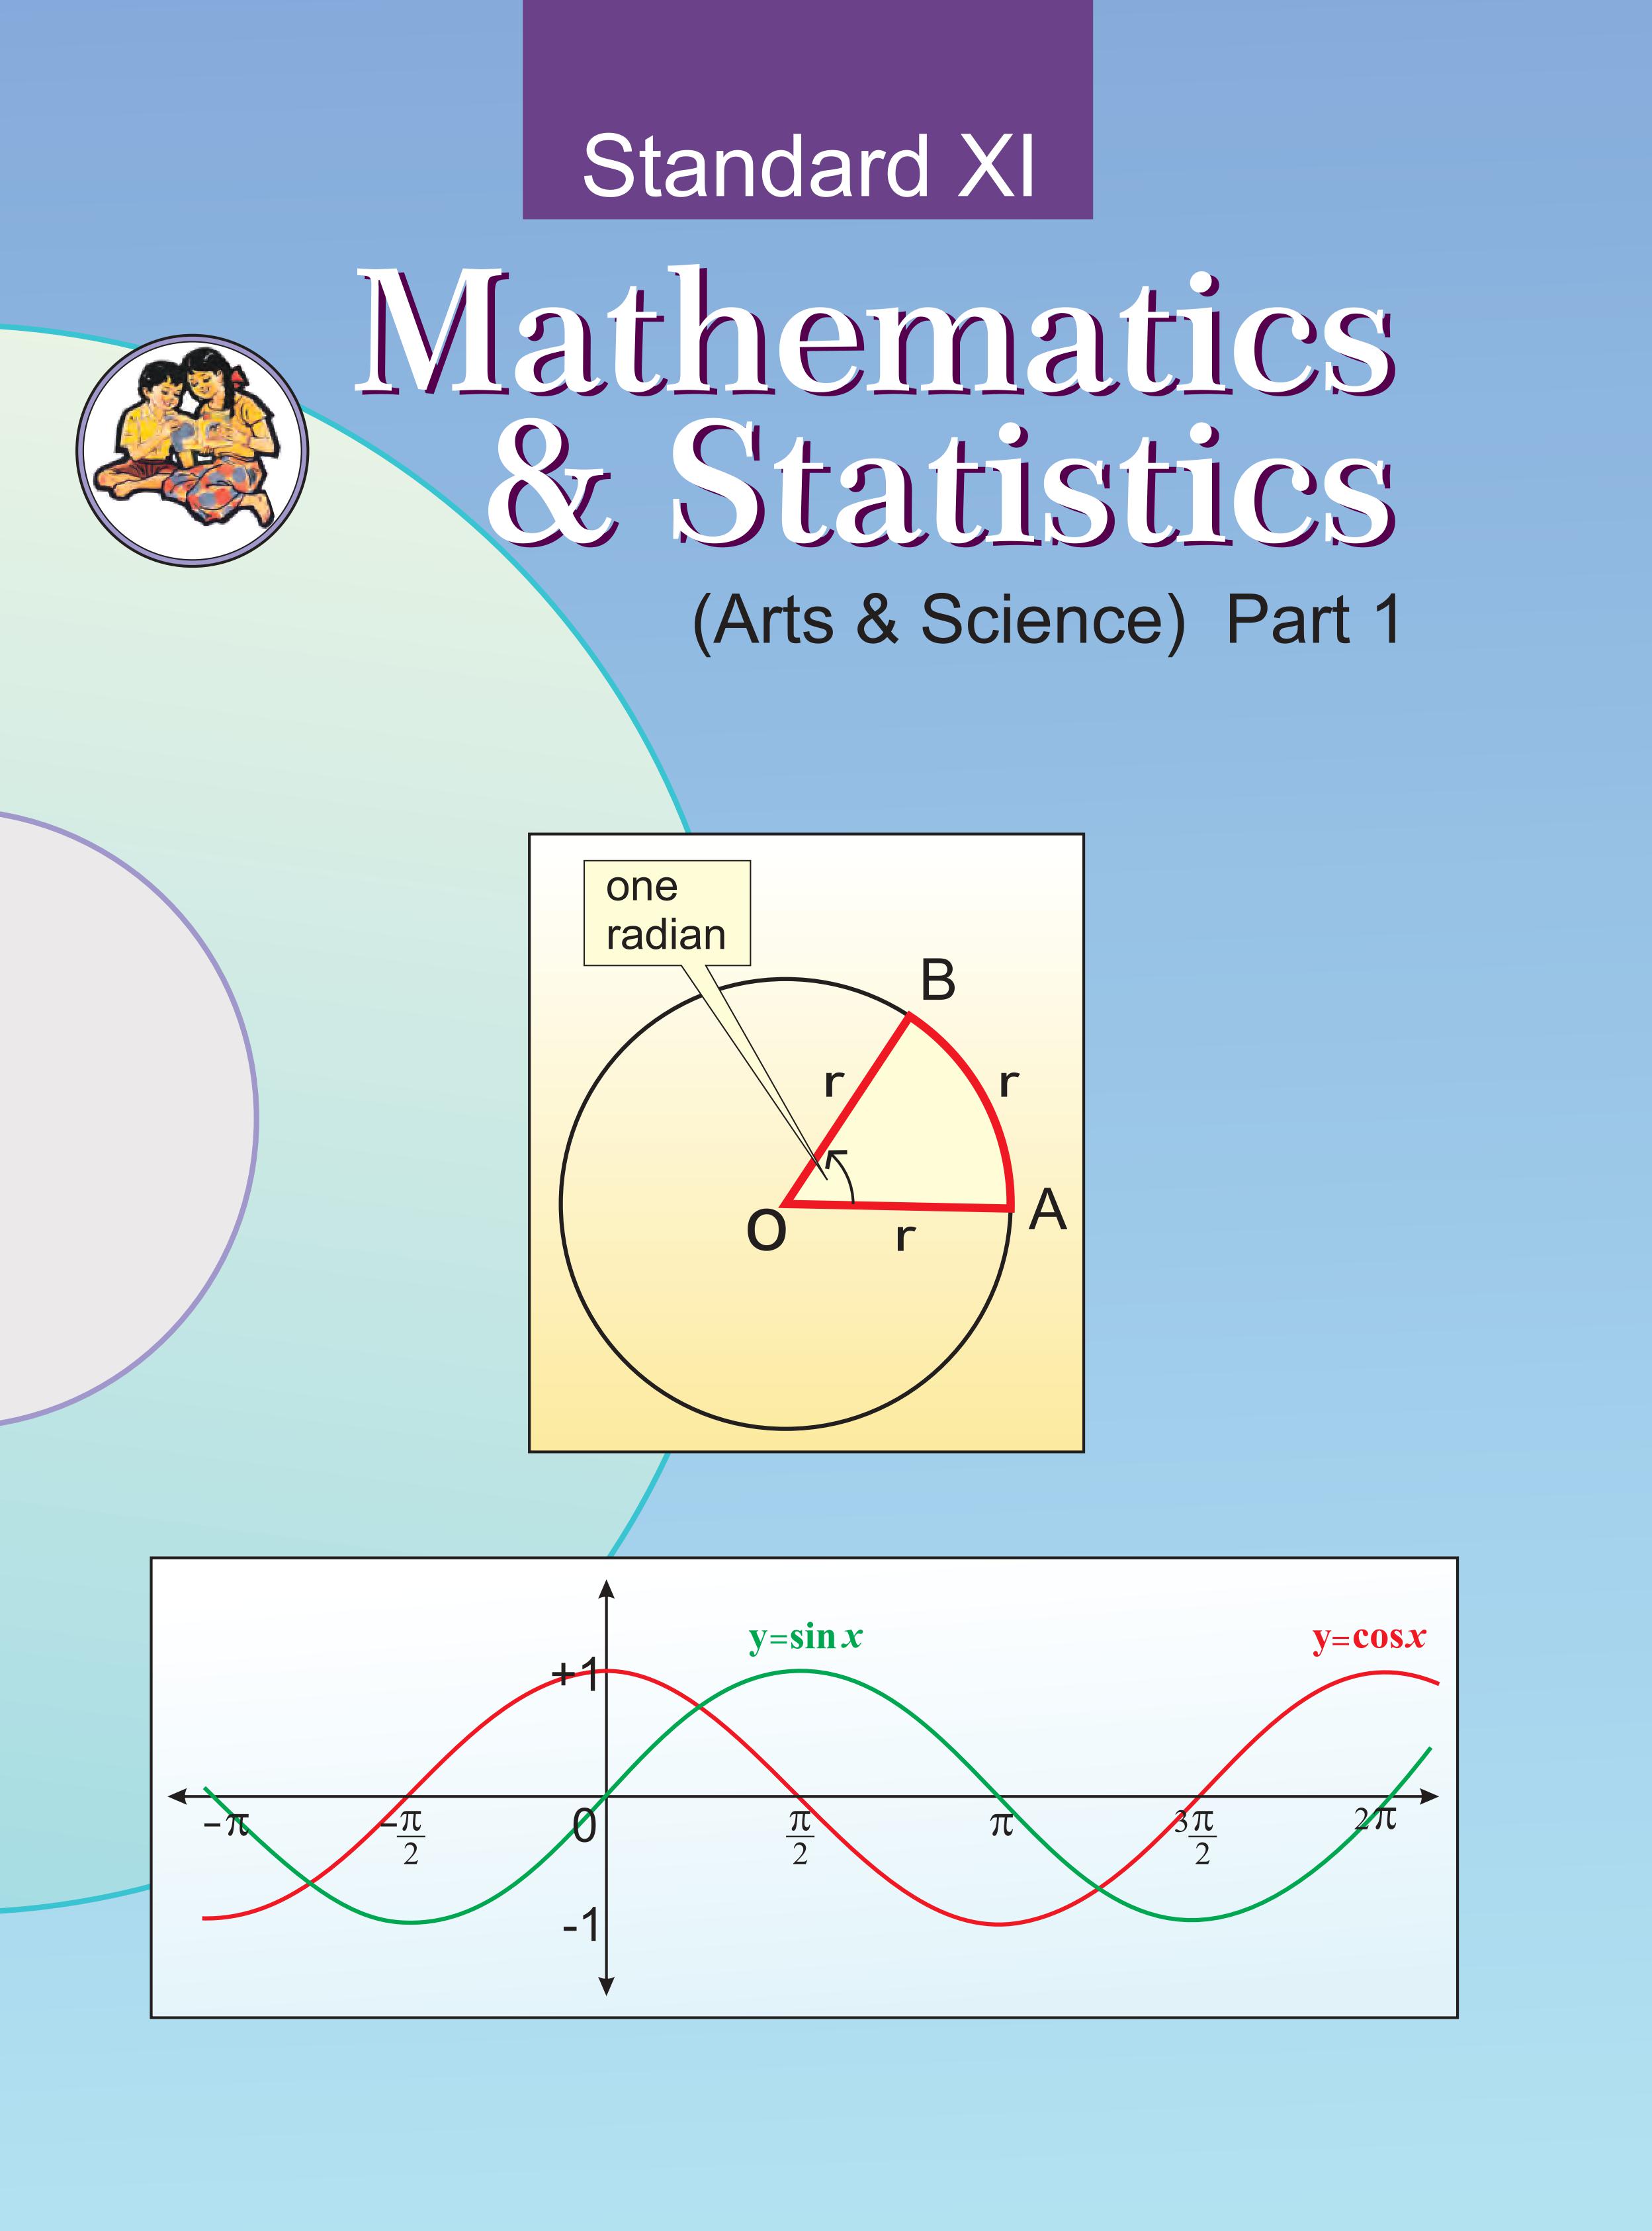 Standard XI
Mathematics
& Statistics
(Arts & Science) Part 1
one
radian
B
r
r
O
r
A
y=sin x
y=cosx
+1
-π
-π/2
0
π/2
π
3π/2
2π
-1